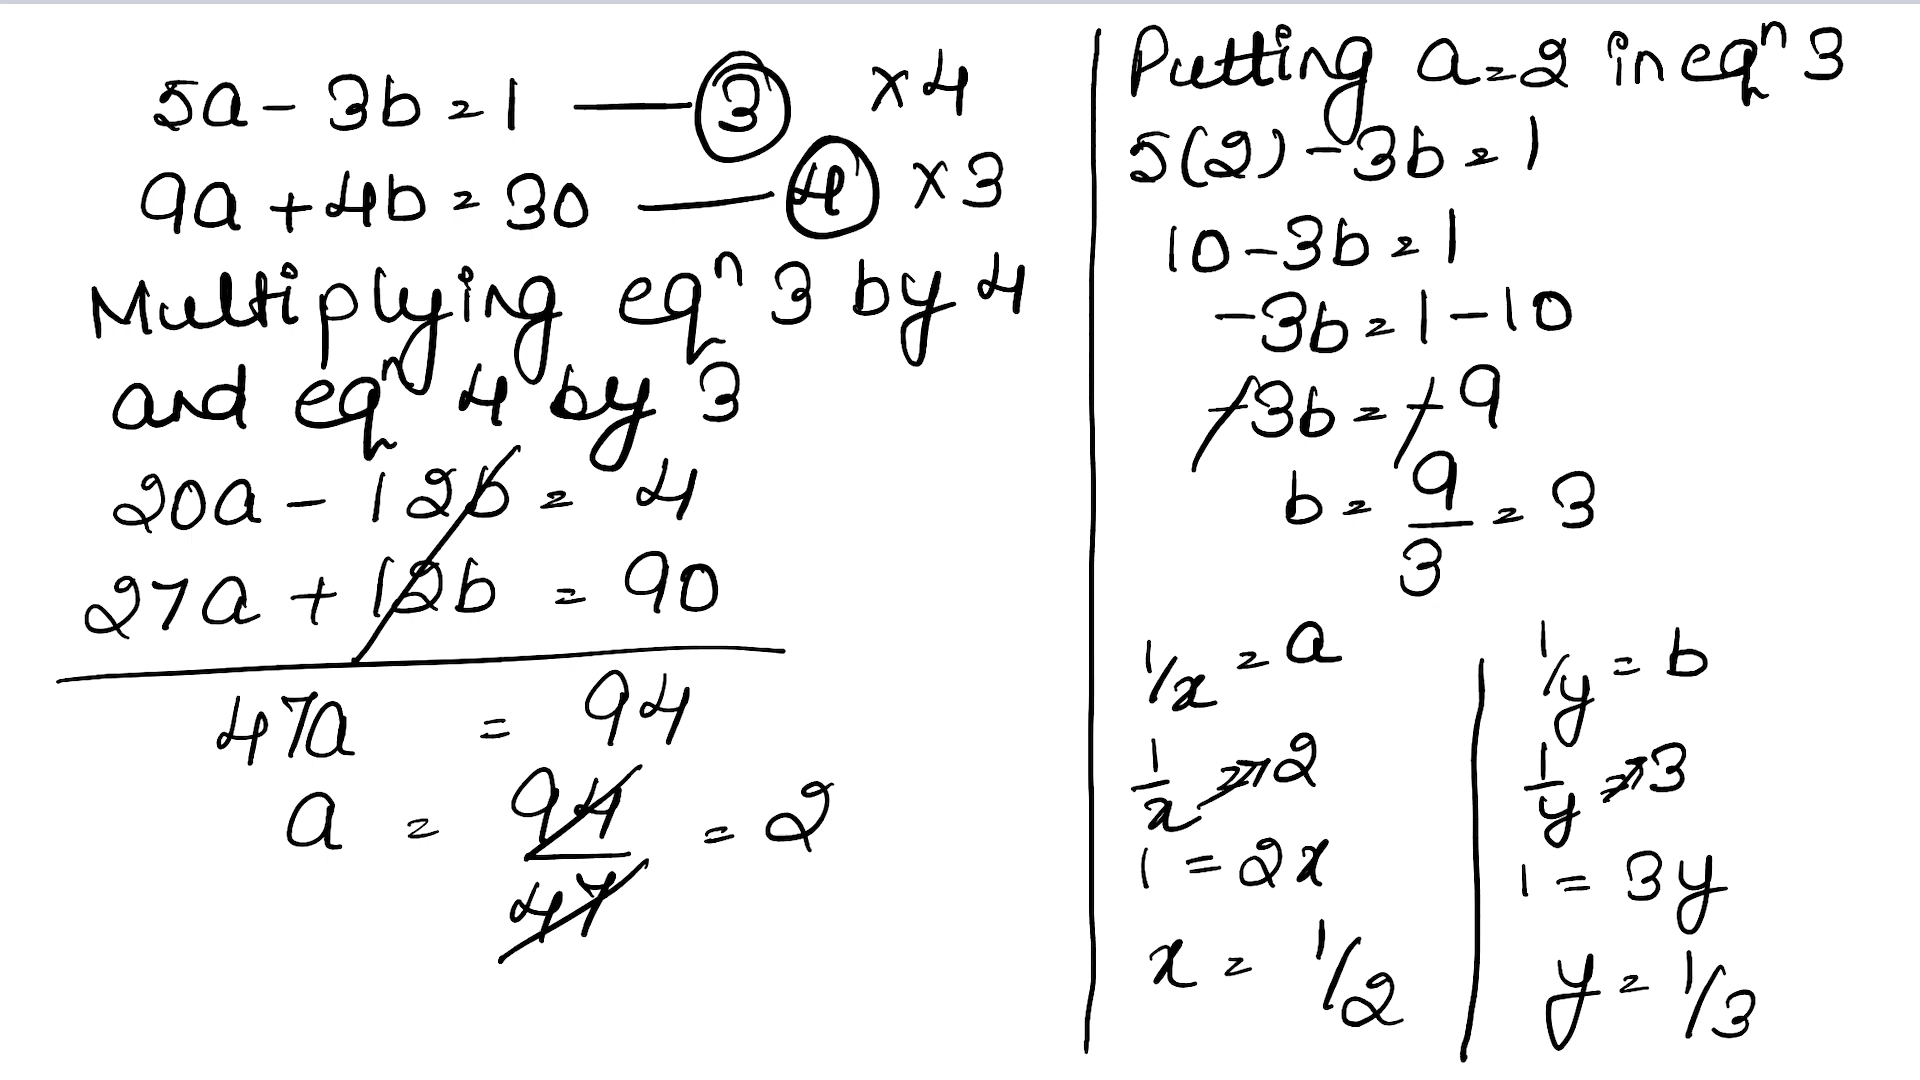 5a - 3b = 1 — 3 ×4
9a + 4b = 30 — 4 ×3
Multiplying eqⁿ 3 by 4
and eqⁿ 4 by 3
20a - 12b = 4
27a + 12b = 90
47a = 94
a = 94/47 = 2
Putting a = 2 in eqⁿ 3
5(2) - 3b = 1
10 - 3b = 1
-3b = 1 - 10
-3b = -9
b = 9/3 = 3
1/x = a
1/x = 2
1 = 2x
x = 1/2
1/y = b
1/y = 3
1 = 3y
y = 1/3